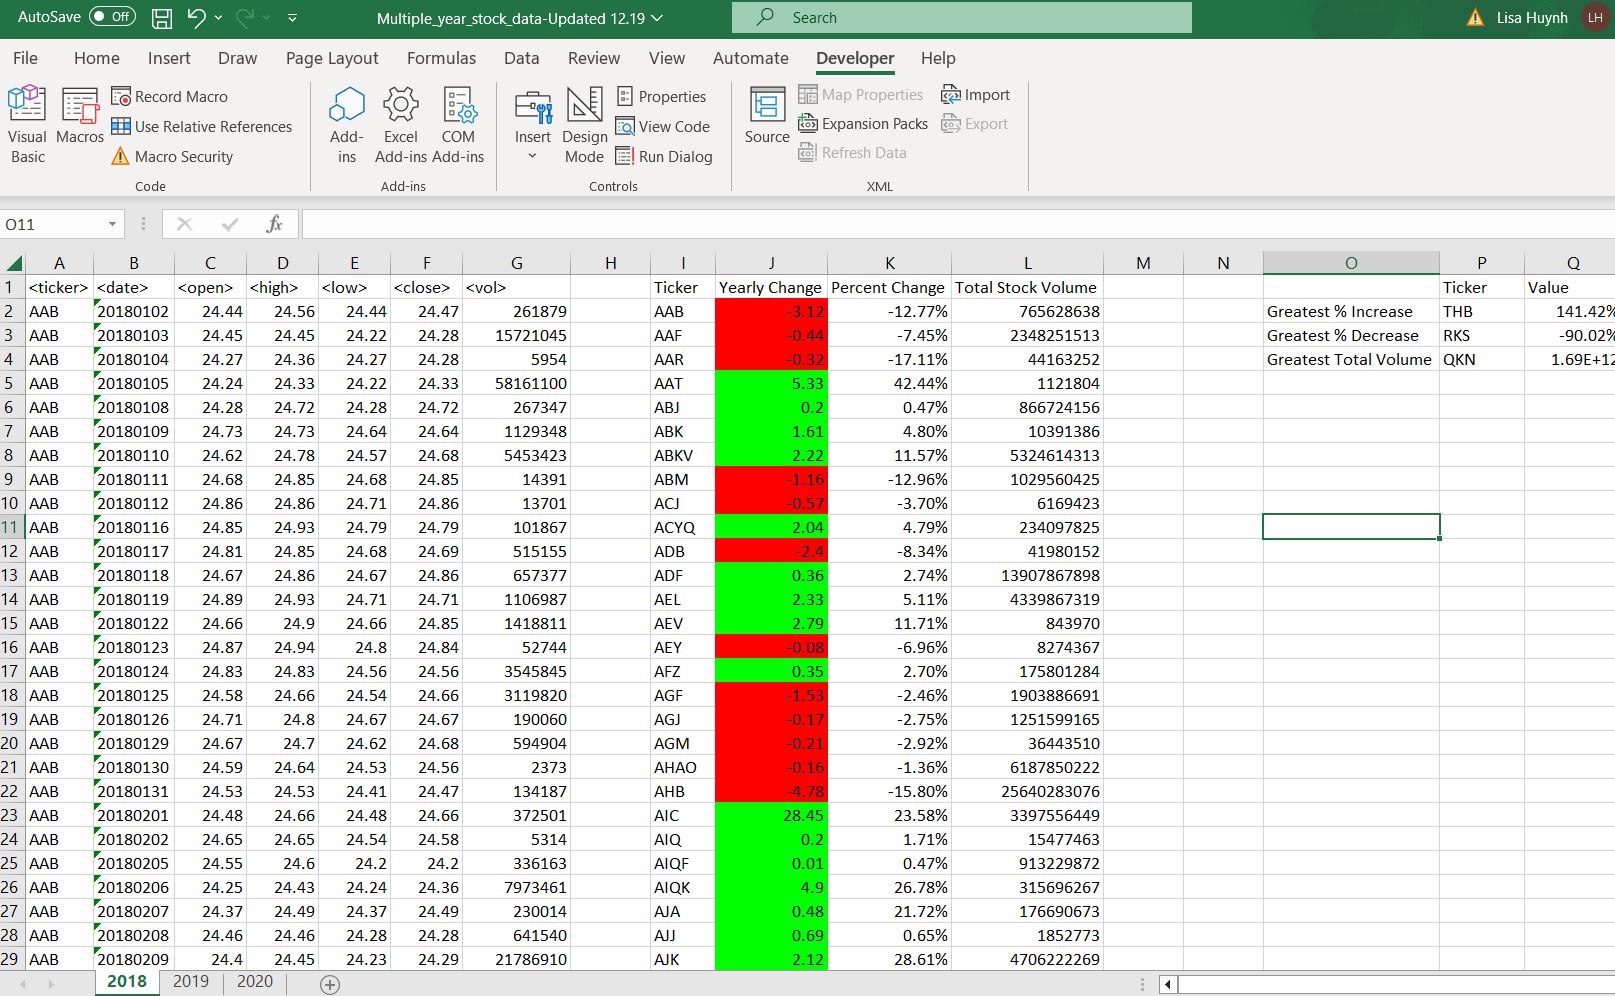 AutoSave Off Multiple_year_stock_data-Updated 12.19 Search Lisa Huynh LH
File Home Insert Draw Page Layout Formulas Data Review View Automate Developer Help
Visual Basic
Macros
Record Macro
Use Relative References
Macro Security
Code
Add-ins
Excel Add-ins
COM Add-ins
Add-ins
Insert
Design Mode
Properties
View Code
Run Dialog
Controls
Source
Map Properties
Expansion Packs
Refresh Data
Import
Export
XML
O11 fx
A B C D E F G H I J K L M N O P Q
1 <ticker> <date> <open> <high> <low> <close> <vol> Ticker Yearly Change Percent Change Total Stock Volume Ticker Value
2 AAB 20180102 24.44 24.56 24.44 24.47 261879 AAB -3.12 -12.77% 765628638 Greatest % Increase THB 141.42%
3 AAB 20180103 24.45 24.45 24.22 24.28 15721045 AAF -0.44 -7.45% 2348251513 Greatest % Decrease RKS -90.02%
4 AAB 20180104 24.27 24.36 24.27 24.28 5954 AAR -0.32 -17.11% 44163252 Greatest Total Volume QKN 1.69E+12
5 AAB 20180105 24.24 24.33 24.22 24.33 58161100 AAT 5.33 42.44% 1121804
6 AAB 20180108 24.28 24.72 24.28 24.72 267347 ABJ 0.2 0.47% 866724156
7 AAB 20180109 24.73 24.73 24.64 24.64 1129348 ABK 1.61 4.80% 10391386
8 AAB 20180110 24.62 24.78 24.57 24.68 5453423 ABKV 2.22 11.57% 5324614313
9 AAB 20180111 24.68 24.85 24.68 24.85 14391 ABM -1.16 -12.96% 1029560425
10 AAB 20180112 24.86 24.86 24.71 24.86 13701 ACJ -0.57 -3.70% 6169423
11 AAB 20180116 24.85 24.93 24.79 24.79 101867 ACYQ 2.04 4.79% 234097825
12 AAB 20180117 24.81 24.85 24.68 24.69 515155 ADB -2.4 -8.34% 41980152
13 AAB 20180118 24.67 24.86 24.67 24.86 657377 ADF 0.36 2.74% 13907867898
14 AAB 20180119 24.89 24.93 24.71 24.71 1106987 AEL 2.33 5.11% 4339867319
15 AAB 20180122 24.66 24.9 24.66 24.85 1418811 AEV 2.79 11.71% 843970
16 AAB 20180123 24.87 24.94 24.8 24.84 52744 AEY -0.08 -6.96% 8274367
17 AAB 20180124 24.83 24.83 24.56 24.56 3545845 AFZ 0.35 2.70% 175801284
18 AAB 20180125 24.58 24.66 24.54 24.66 3119820 AGF -1.53 -2.46% 1903886691
19 AAB 20180126 24.71 24.8 24.67 24.67 190060 AGJ -0.17 -2.75% 1251599165
20 AAB 20180129 24.67 24.7 24.62 24.68 594904 AGM -0.21 -2.92% 36443510
21 AAB 20180130 24.59 24.64 24.53 24.56 2373 AHAO -0.16 -1.36% 6187850222
22 AAB 20180131 24.53 24.53 24.41 24.47 134187 AHB -4.78 -15.80% 25640283076
23 AAB 20180201 24.48 24.66 24.48 24.66 372501 AIC 28.45 23.58% 3397556449
24 AAB 20180202 24.65 24.65 24.54 24.58 5314 AIQ 0.2 1.71% 15477463
25 AAB 20180205 24.55 24.6 24.2 24.2 336163 AIQF 0.01 0.47% 913229872
26 AAB 20180206 24.25 24.43 24.24 24.36 7973461 AIQK 4.9 26.78% 315696267
27 AAB 20180207 24.37 24.49 24.37 24.49 230014 AJA 0.48 21.72% 176690673
28 AAB 20180208 24.46 24.46 24.28 24.28 641540 AJJ 0.69 0.65% 1852773
29 AAB 20180209 24.4 24.45 24.23 24.29 21786910 AJK 2.12 28.61% 4706222269
2018 2019 2020